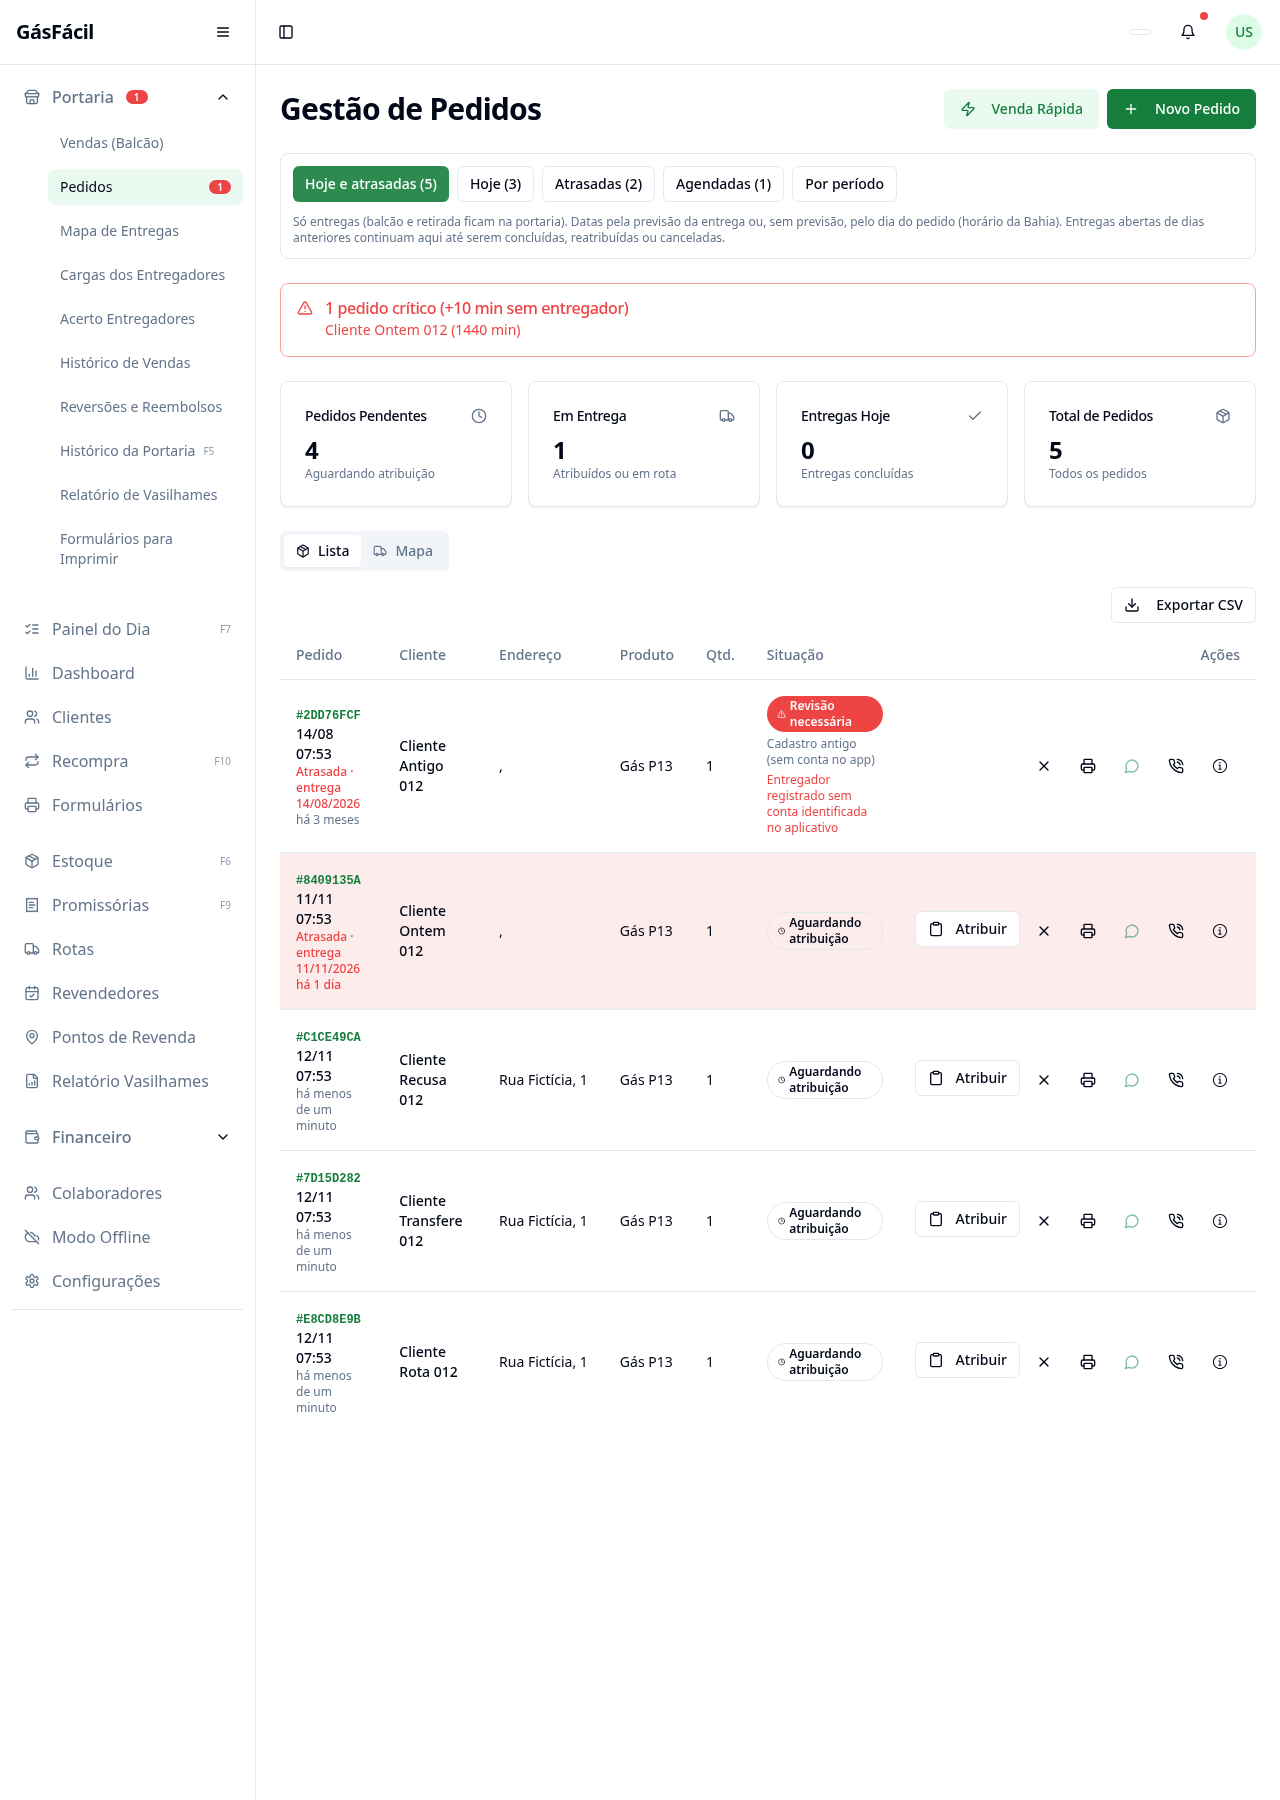 GásFácil
US
Portaria 1
Vendas (Balcão)
Pedidos 1
Mapa de Entregas
Cargas dos Entregadores
Acerto Entregadores
Histórico de Vendas
Reversões e Reembolsos
Histórico da Portaria F5
Relatório de Vasilhames
Formulários para
Imprimir
Painel do Dia F7
Dashboard
Clientes
Recompra F10
Formulários
Estoque F6
Promissórias F9
Rotas
Revendedores
Pontos de Revenda
Relatório Vasilhames
Financeiro
Colaboradores
Modo Offline
Configurações
Gestão de Pedidos
Venda Rápida
Novo Pedido
Hoje e atrasadas (5)
Hoje (3)
Atrasadas (2)
Agendadas (1)
Por período
Só entregas (balcão e retirada ficam na portaria). Datas pela previsão da entrega ou, sem previsão, pelo dia do pedido (horário da Bahia). Entregas abertas de dias
anteriores continuam aqui até serem concluídas, reatribuídas ou canceladas.
1 pedido crítico (+10 min sem entregador)
Cliente Ontem 012 (1440 min)
Pedidos Pendentes
4
Aguardando atribuição
Em Entrega
1
Atribuídos ou em rota
Entregas Hoje
0
Entregas concluídas
Total de Pedidos
5
Todos os pedidos
Lista
Mapa
Exportar CSV
Pedido Cliente Endereço Produto Qtd. Situação Ações
#2DD76FCF
14/08
07:53
Atrasada ·
entrega
14/08/2026
há 3 meses
Cliente
Antigo
012
,
Gás P13
1
Revisão
necessária
Cadastro antigo
(sem conta no app)
Entregador
registrado sem
conta identificada
no aplicativo
#8409135A
11/11
07:53
Atrasada ·
entrega
11/11/2026
há 1 dia
Cliente
Ontem
012
,
Gás P13
1
Aguardando
atribuição
Atribuir
#C1CE49CA
12/11
07:53
há menos
de um
minuto
Cliente
Recusa
012
Rua Fictícia, 1
Gás P13
1
Aguardando
atribuição
Atribuir
#7D15D282
12/11
07:53
há menos
de um
minuto
Cliente
Transfere
012
Rua Fictícia, 1
Gás P13
1
Aguardando
atribuição
Atribuir
#E8CD8E9B
12/11
07:53
há menos
de um
minuto
Cliente
Rota 012
Rua Fictícia, 1
Gás P13
1
Aguardando
atribuição
Atribuir